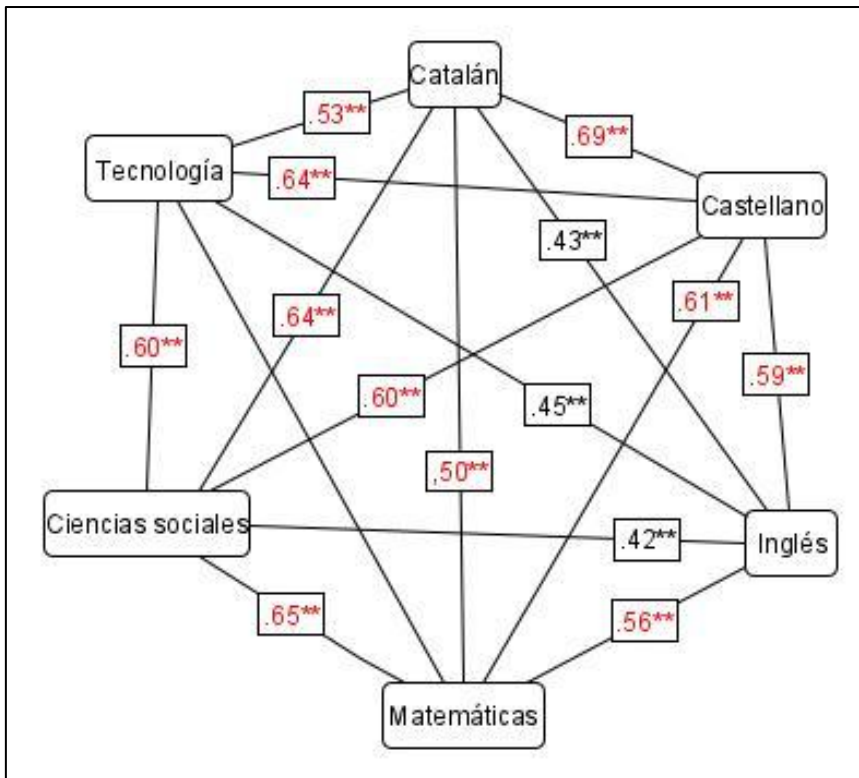 Catalán
.53**
.69**
Tecnología
.64**
Castellano
.43**
.61**
.64**
.60**
.59**
.60**
.45**
,50**
Ciencias sociales
.42**
Inglés
.65**
.56**
Matemáticas